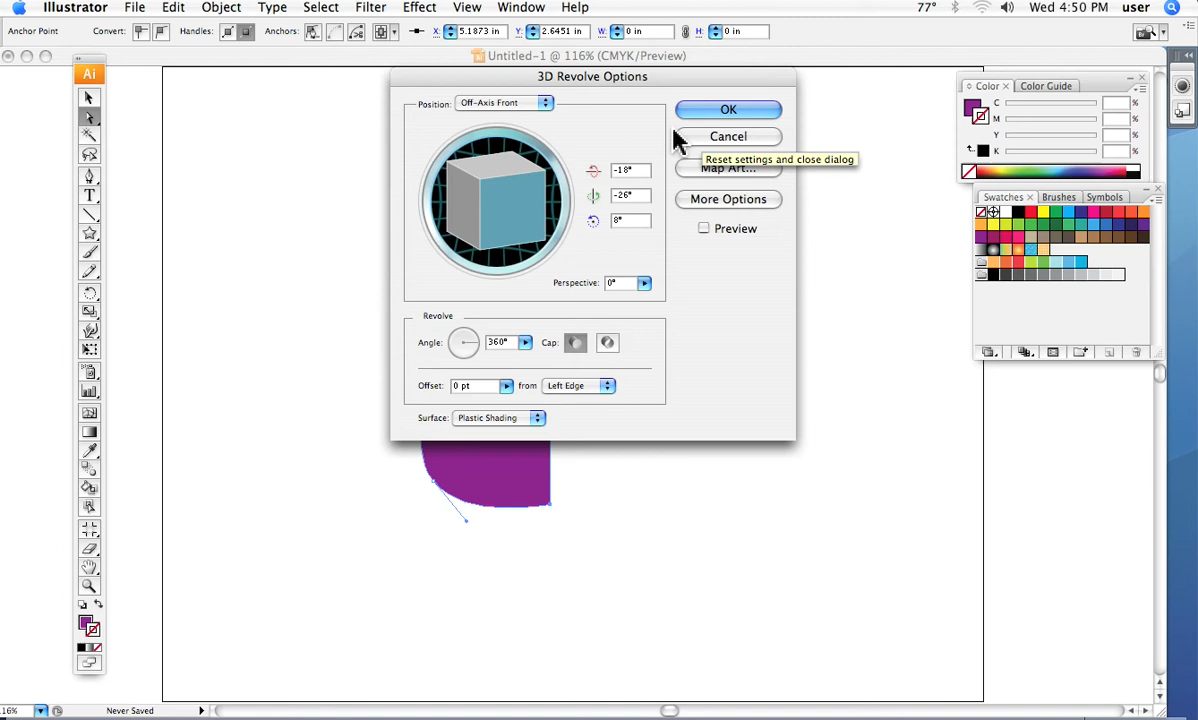 Illustrator File Edit Object Type Select Filter Effect View Window Help 77° Wed 4:50 PM user
Anchor Point Convert: Handles: Anchors: X: 5.1873 in Y: 2.6451 in W: 0 in H: 0 in
Untitled-1 @ 116% (CMYK/Preview)
Ai
3D Revolve Options
Position: Off-Axis Front
OK
Cancel
Reset settings and close dialog
Map Art...
More Options
Preview
-18°
-26°
8°
Perspective: 0°
Revolve
Angle: 360° Cap:
Offset: 0 pt from Left Edge
Surface: Plastic Shading
Color × Color Guide
C %
M %
Y %
K %
Swatches × Brushes Symbols
T
16% Never Saved